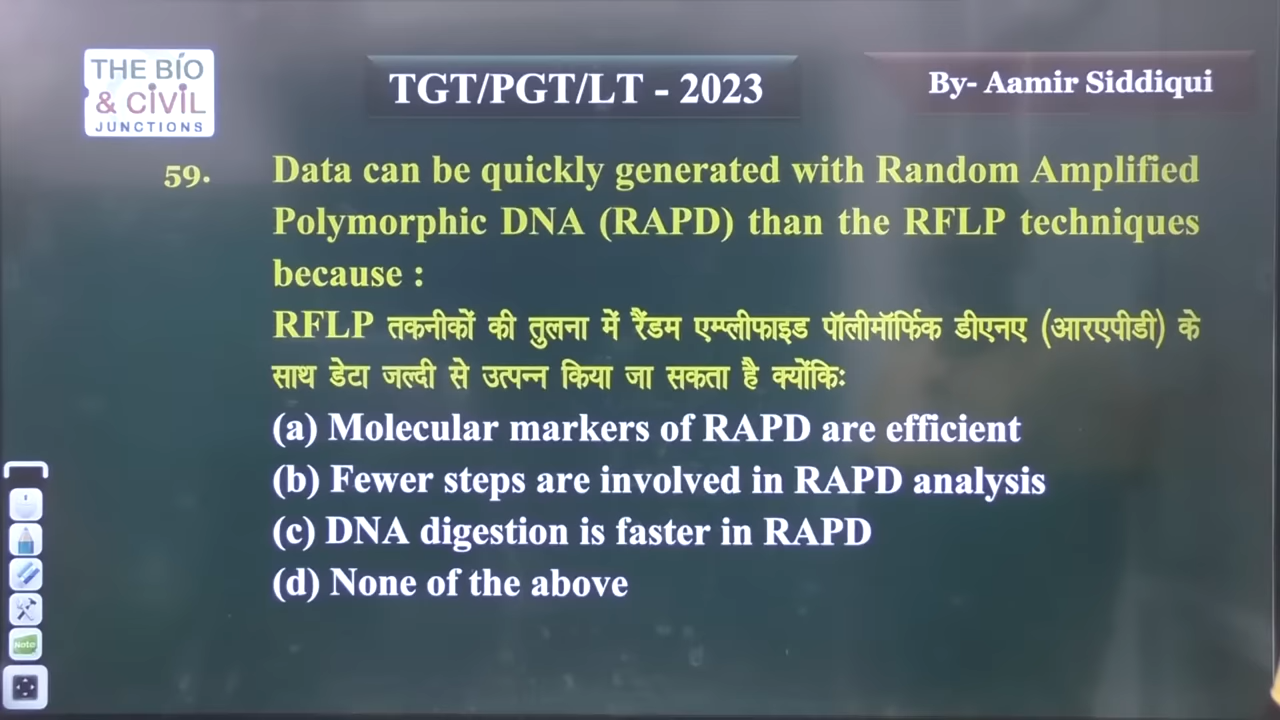 THE BIO
& CIVIL
JUNCTIONS
TGT/PGT/LT - 2023
By- Aamir Siddiqui
59. Data can be quickly generated with Random Amplified
Polymorphic DNA (RAPD) than the RFLP techniques
because :
RFLP तकनीकों की तुलना में रैंडम एम्प्लीफाइड पॉलीमॉर्फिक डीएनए (आरएपीडी) के
साथ डेटा जल्दी से उत्पन्न किया जा सकता है क्योंकिः
(a) Molecular markers of RAPD are efficient
(b) Fewer steps are involved in RAPD analysis
(c) DNA digestion is faster in RAPD
(d) None of the above
Note